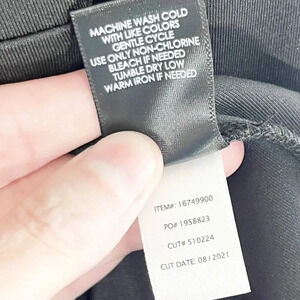 MACHINE WASH COLD
WITH LIKE COLORS
GENTLE CYCLE
USE ONLY NON-CHLORINE
BLEACH IF NEEDED
TUMBLE DRY LOW
WARM IRON IF NEEDED
ITEM#: 16749900
PO# 1958823
CUT# 510224
CUT DATE: 08/2021